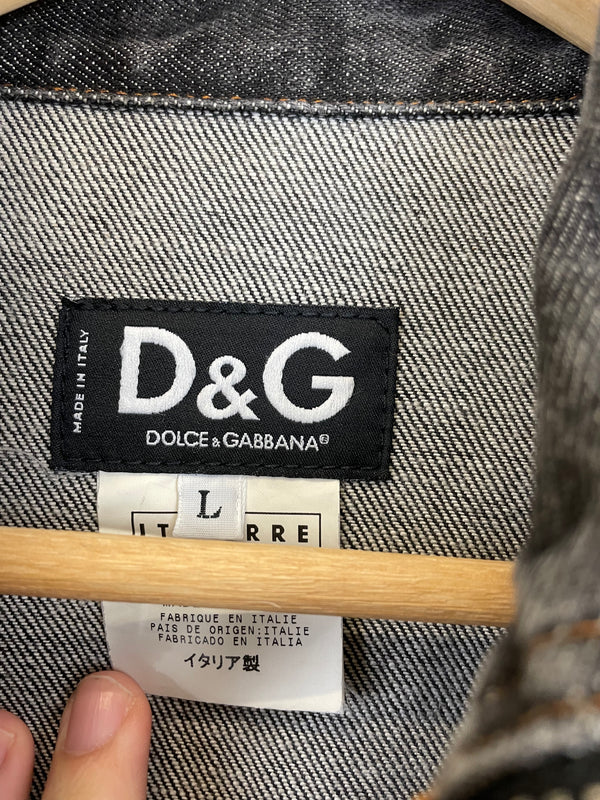 MADE IN ITALY
D&G
DOLCE & GABBANA®
L
FABRIQUE EN ITALIE
PAIS DE ORIGEN:ITALIE
FABRICADO EN ITALIA
イタリア製